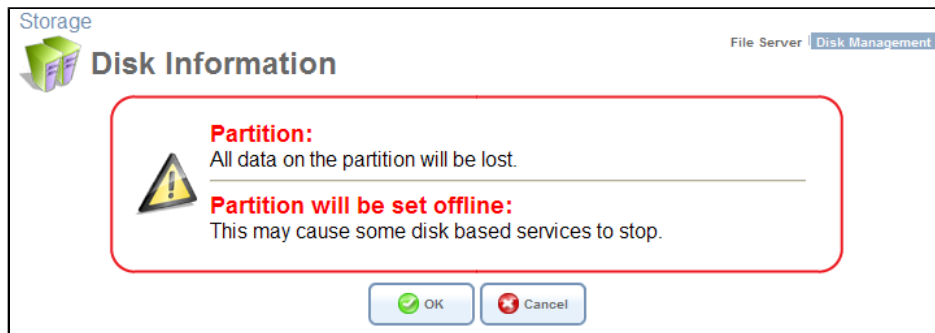 Storage
File Server Disk Management
Disk Information
Partition:
All data on the partition will be lost.
Partition will be set offline:
This may cause some disk based services to stop.
OK Cancel